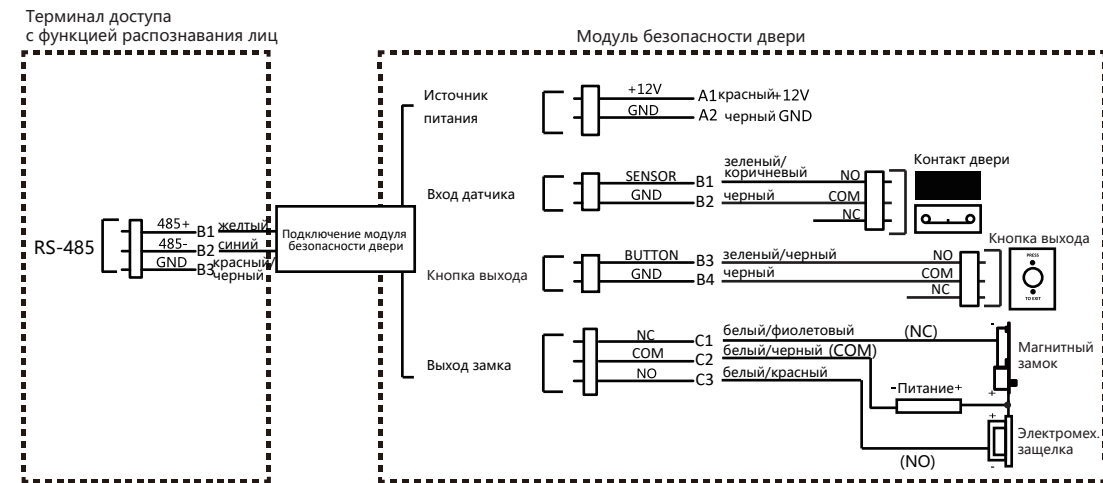 Терминал доступа
с функцией распознавания лиц
Модуль безопасности двери
RS-485
485+
B1
желтый
485-
B2
синий
GND
B3
красный/
черный
Подключение модуля
безопасности двери
Источник
питания
+12V
A1
красный
+12V
GND
A2
черный
GND
Вход датчика
SENSOR
B1
зеленый/
коричневый
NO
GND
B2
черный
COM
NC
Контакт двери
Кнопка выхода
BUTTON
B3
зеленый/черный
NO
GND
B4
черный
COM
NC
Кнопка выхода
PRESS
TO EXIT
Выход замка
NC
C1
белый/фиолетовый
(NC)
COM
C2
белый/черный
(COM)
NO
C3
белый/красный
-
Магнитный
замок
+
-Питание+
+
Электромех.
защелка
-
(NO)